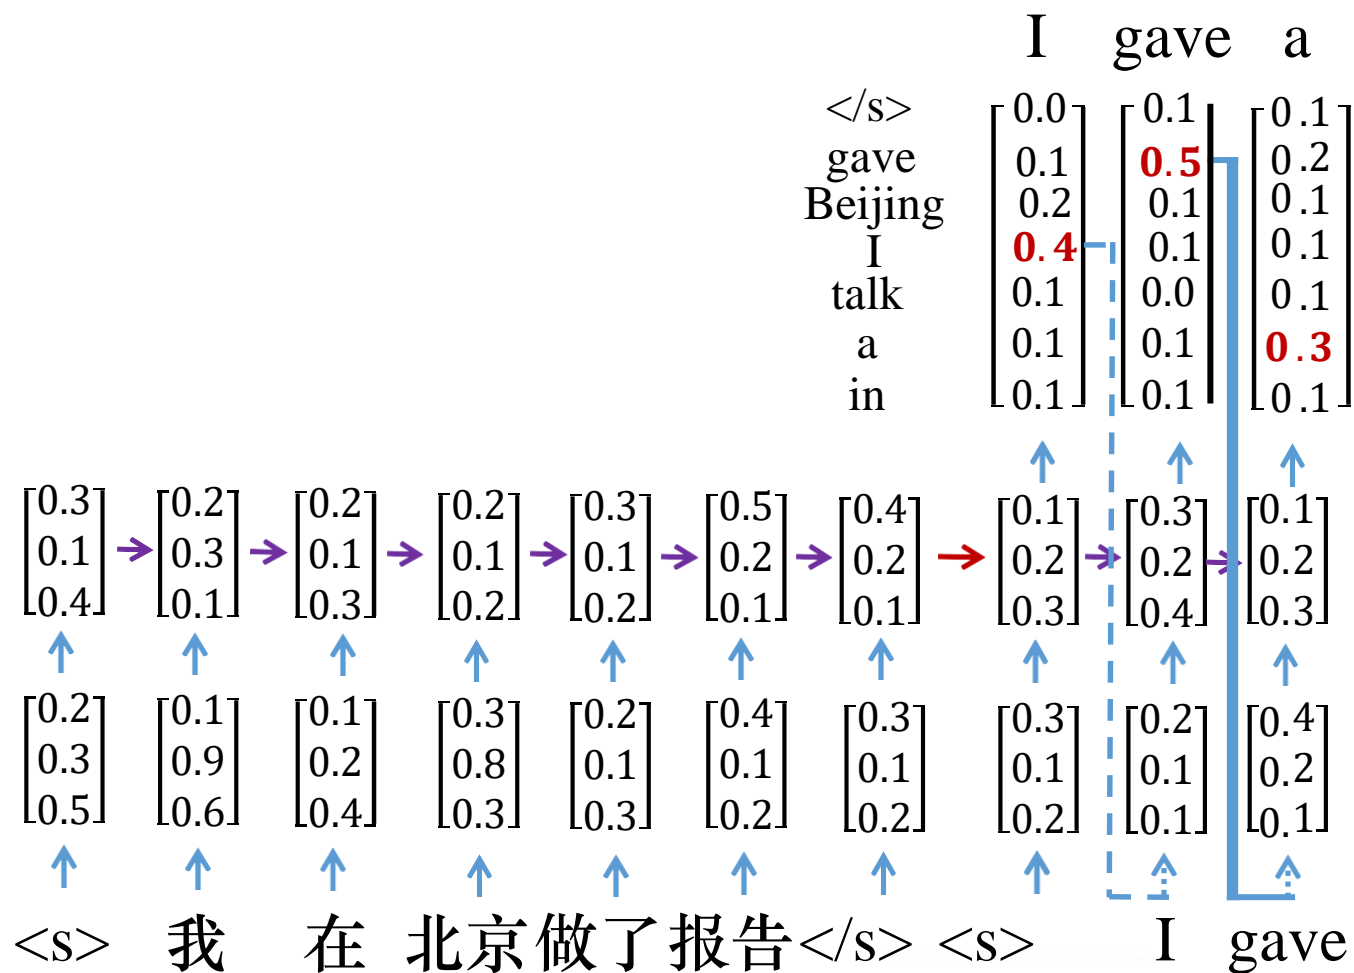 I gave a
</s> 0.0 0.1 0.1
gave 0.1 0.5 0.2
Beijing 0.2 0.1 0.1
I 0.4 0.1 0.1
talk 0.1 0.0 0.1
a 0.1 0.1 0.3
in 0.1 0.1 0.1
0.3 0.2 0.2 0.2 0.3 0.5 0.4 0.1 0.3 0.1
0.1 0.3 0.1 0.1 0.1 0.2 0.2 0.2 0.2 0.2
0.4 0.1 0.3 0.2 0.2 0.1 0.1 0.3 0.4 0.3
0.2 0.1 0.1 0.3 0.2 0.4 0.3 0.3 0.2 0.4
0.3 0.9 0.2 0.8 0.1 0.1 0.1 0.1 0.1 0.2
0.5 0.6 0.4 0.3 0.3 0.2 0.2 0.2 0.1 0.1
<s> 我 在 北京 做了 报告 </s> <s> I gave